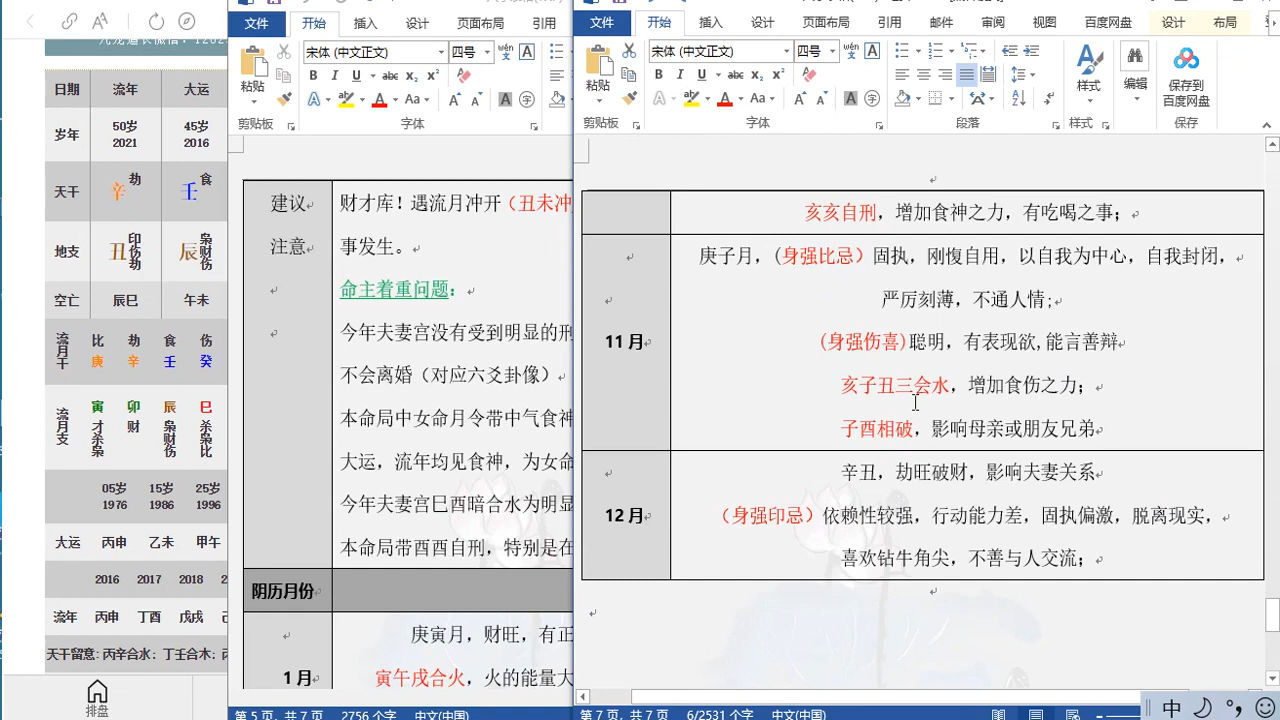 日期 流年 大运
岁年 50岁 45岁
2021 2016
天干 辛 劫 壬 食
地支 丑 印伤劫 辰 枭财伤
空亡 辰巳 午未
流月干 比 劫 食 伤
庚 辛 壬 癸
流月支 寅 卯 辰 巳
才杀枭 财 枭财伤 杀枭比
05岁 15岁 25岁
1976 1986 1996
大运 丙申 乙未 甲午
2016 2017 2018 2
流年 丙申 丁酉 戊戌
天干留意:丙辛合水;丁壬合木;
排盘
文件 开始 插入 设计 页面布局 引用
宋体 (中文正文) 四号
粘贴
剪贴板 字体
建议
注意
财才库！遇流月冲开（丑未冲
事发生。
命主着重问题：
今年夫妻宫没有受到明显的刑
不会离婚（对应六爻卦像）
本命局中女命月令带中气食神
大运，流年均见食神，为女命
今年夫妻宫巳酉暗合水为明显
本命局带酉酉自刑，特别是在
阴历月份
1月
庚寅月，财旺，有正
寅午戌合火，火的能量大
第 5 页，共 7 页 2756 个字 中文(中国)
文件 开始 插入 设计 页面布局 引用 邮件 审阅 视图 百度网盘 设计 布局
宋体 (中文正文) 四号
粘贴 样式 编辑 保存到
百度网盘
剪贴板 字体 段落 样式 保存
亥亥自刑，增加食神之力，有吃喝之事；
11月
庚子月，（身强比忌）固执，刚愎自用，以自我为中心，自我封闭，
严厉刻薄，不通人情;
(身强伤喜)聪明，有表现欲,能言善辩
亥子丑三会水，增加食伤之力；
子酉相破，影响母亲或朋友兄弟
12月
辛丑，劫旺破财，影响夫妻关系
（身强印忌）依赖性较强，行动能力差，固执偏激，脱离现实，
喜欢钻牛角尖，不善与人交流；
第 7 页，共 7 页 6/2531 个字 中文(中国)
中